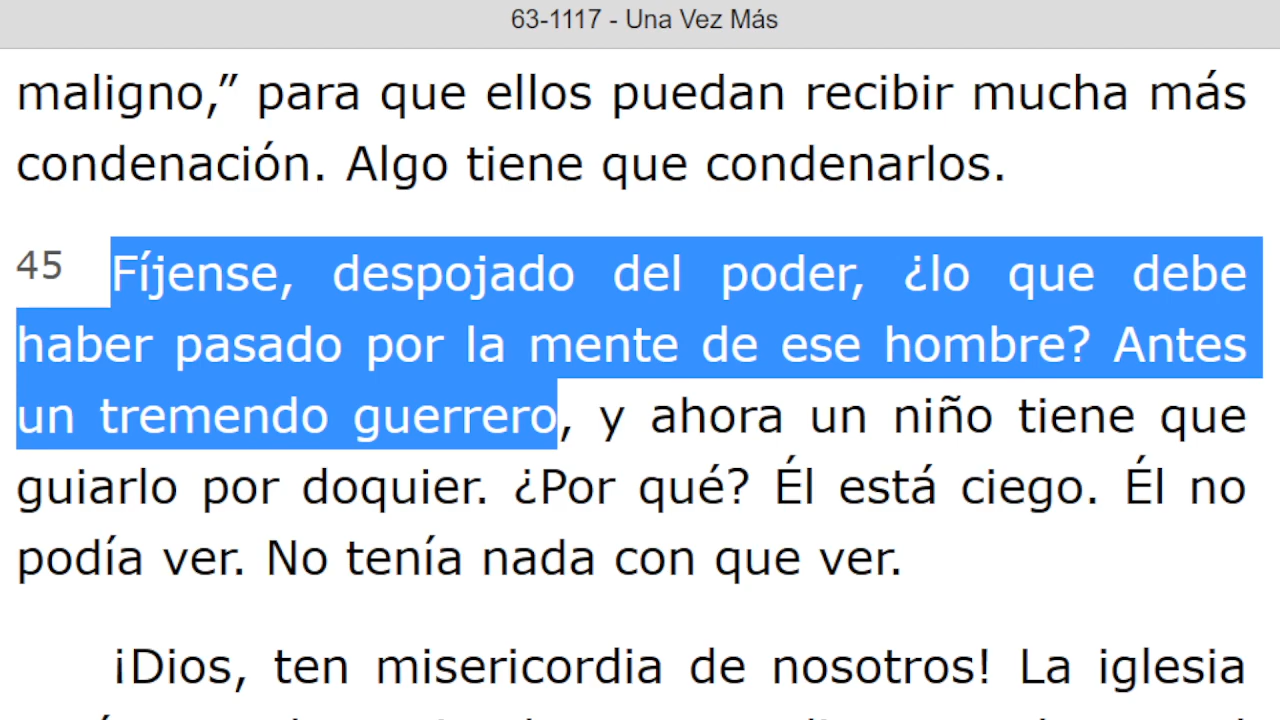 63-1117 - Una Vez Más
maligno,” para que ellos puedan recibir mucha más
condenación. Algo tiene que condenarlos.
45 Fíjense, despojado del poder, ¿lo que debe
haber pasado por la mente de ese hombre? Antes
un tremendo guerrero, y ahora un niño tiene que
guiarlo por doquier. ¿Por qué? Él está ciego. Él no
podía ver. No tenía nada con que ver.
¡Dios, ten misericordia de nosotros! La iglesia